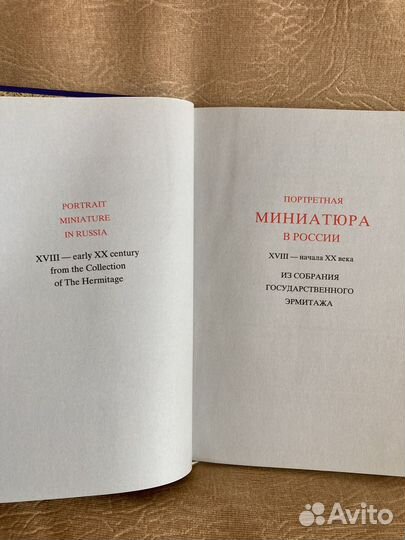 PORTRAIT
MINIATURE
IN RUSSIA
XVIII — early XX century
from the Collection
of The Hermitage
ПОРТРЕТНАЯ
МИНИАТЮРА
В РОССИИ
XVIII — начала XX века
ИЗ СОБРАНИЯ
ГОСУДАРСТВЕННОГО
ЭРМИТАЖА
Avito